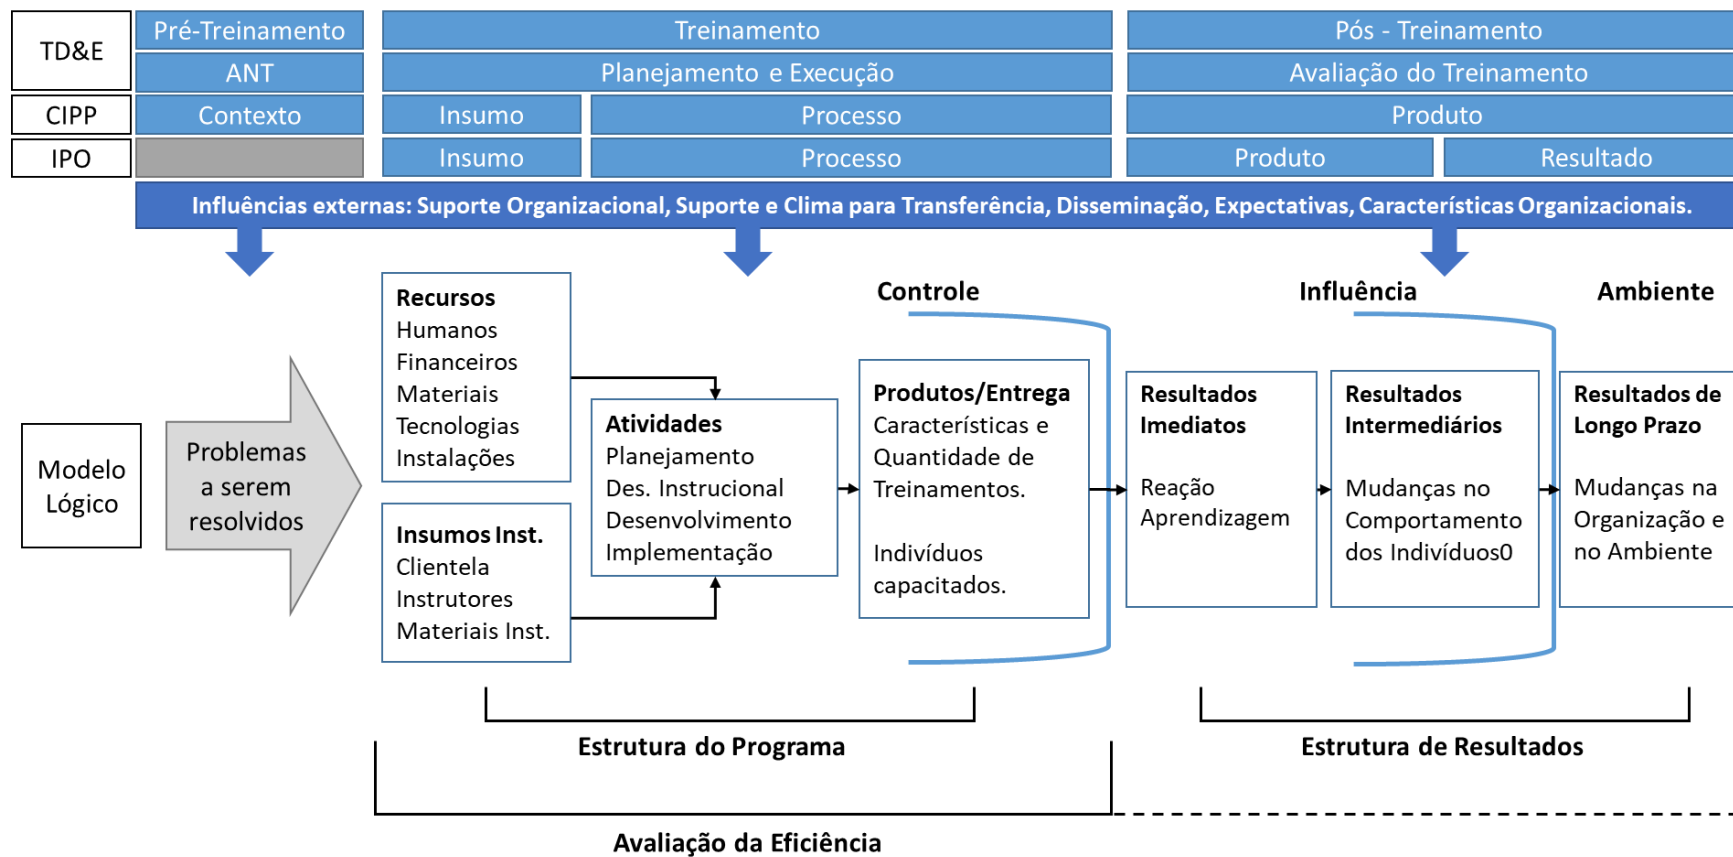 TD&E
Pré-Treinamento
Treinamento
Pós - Treinamento
ANT
Planejamento e Execução
Avaliação do Treinamento
CIPP
Contexto
Insumo
Processo
Produto
IPO
Insumo
Processo
Produto
Resultado
Influências externas: Suporte Organizacional, Suporte e Clima para Transferência, Disseminação, Expectativas, Características Organizacionais.
Controle
Influência
Ambiente
Modelo
Lógico
Problemas
a serem
resolvidos
Recursos
Humanos
Financeiros
Materiais
Tecnologias
Instalações
Insumos Inst.
Clientela
Instrutores
Materiais Inst.
Atividades
Planejamento
Des. Instrucional
Desenvolvimento
Implementação
Produtos/Entrega
Características e
Quantidade de
Treinamentos.
Indivíduos
capacitados.
Resultados
Imediatos
Reação
Aprendizagem
Resultados
Intermediários
Mudanças no
Comportamento
dos Indivíduos0
Resultados de
Longo Prazo
Mudanças na
Organização e
no Ambiente
Estrutura do Programa
Estrutura de Resultados
Avaliação da Eficiência